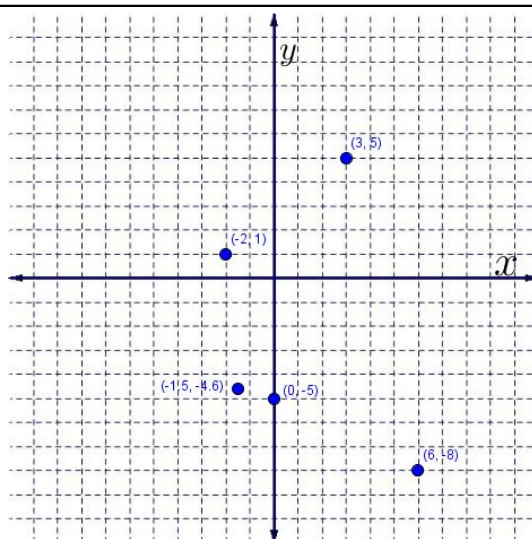 y
(3, 5)
(-2, 1)
x
(-1.5, -4.6)
(0, -5)
(6, -8)